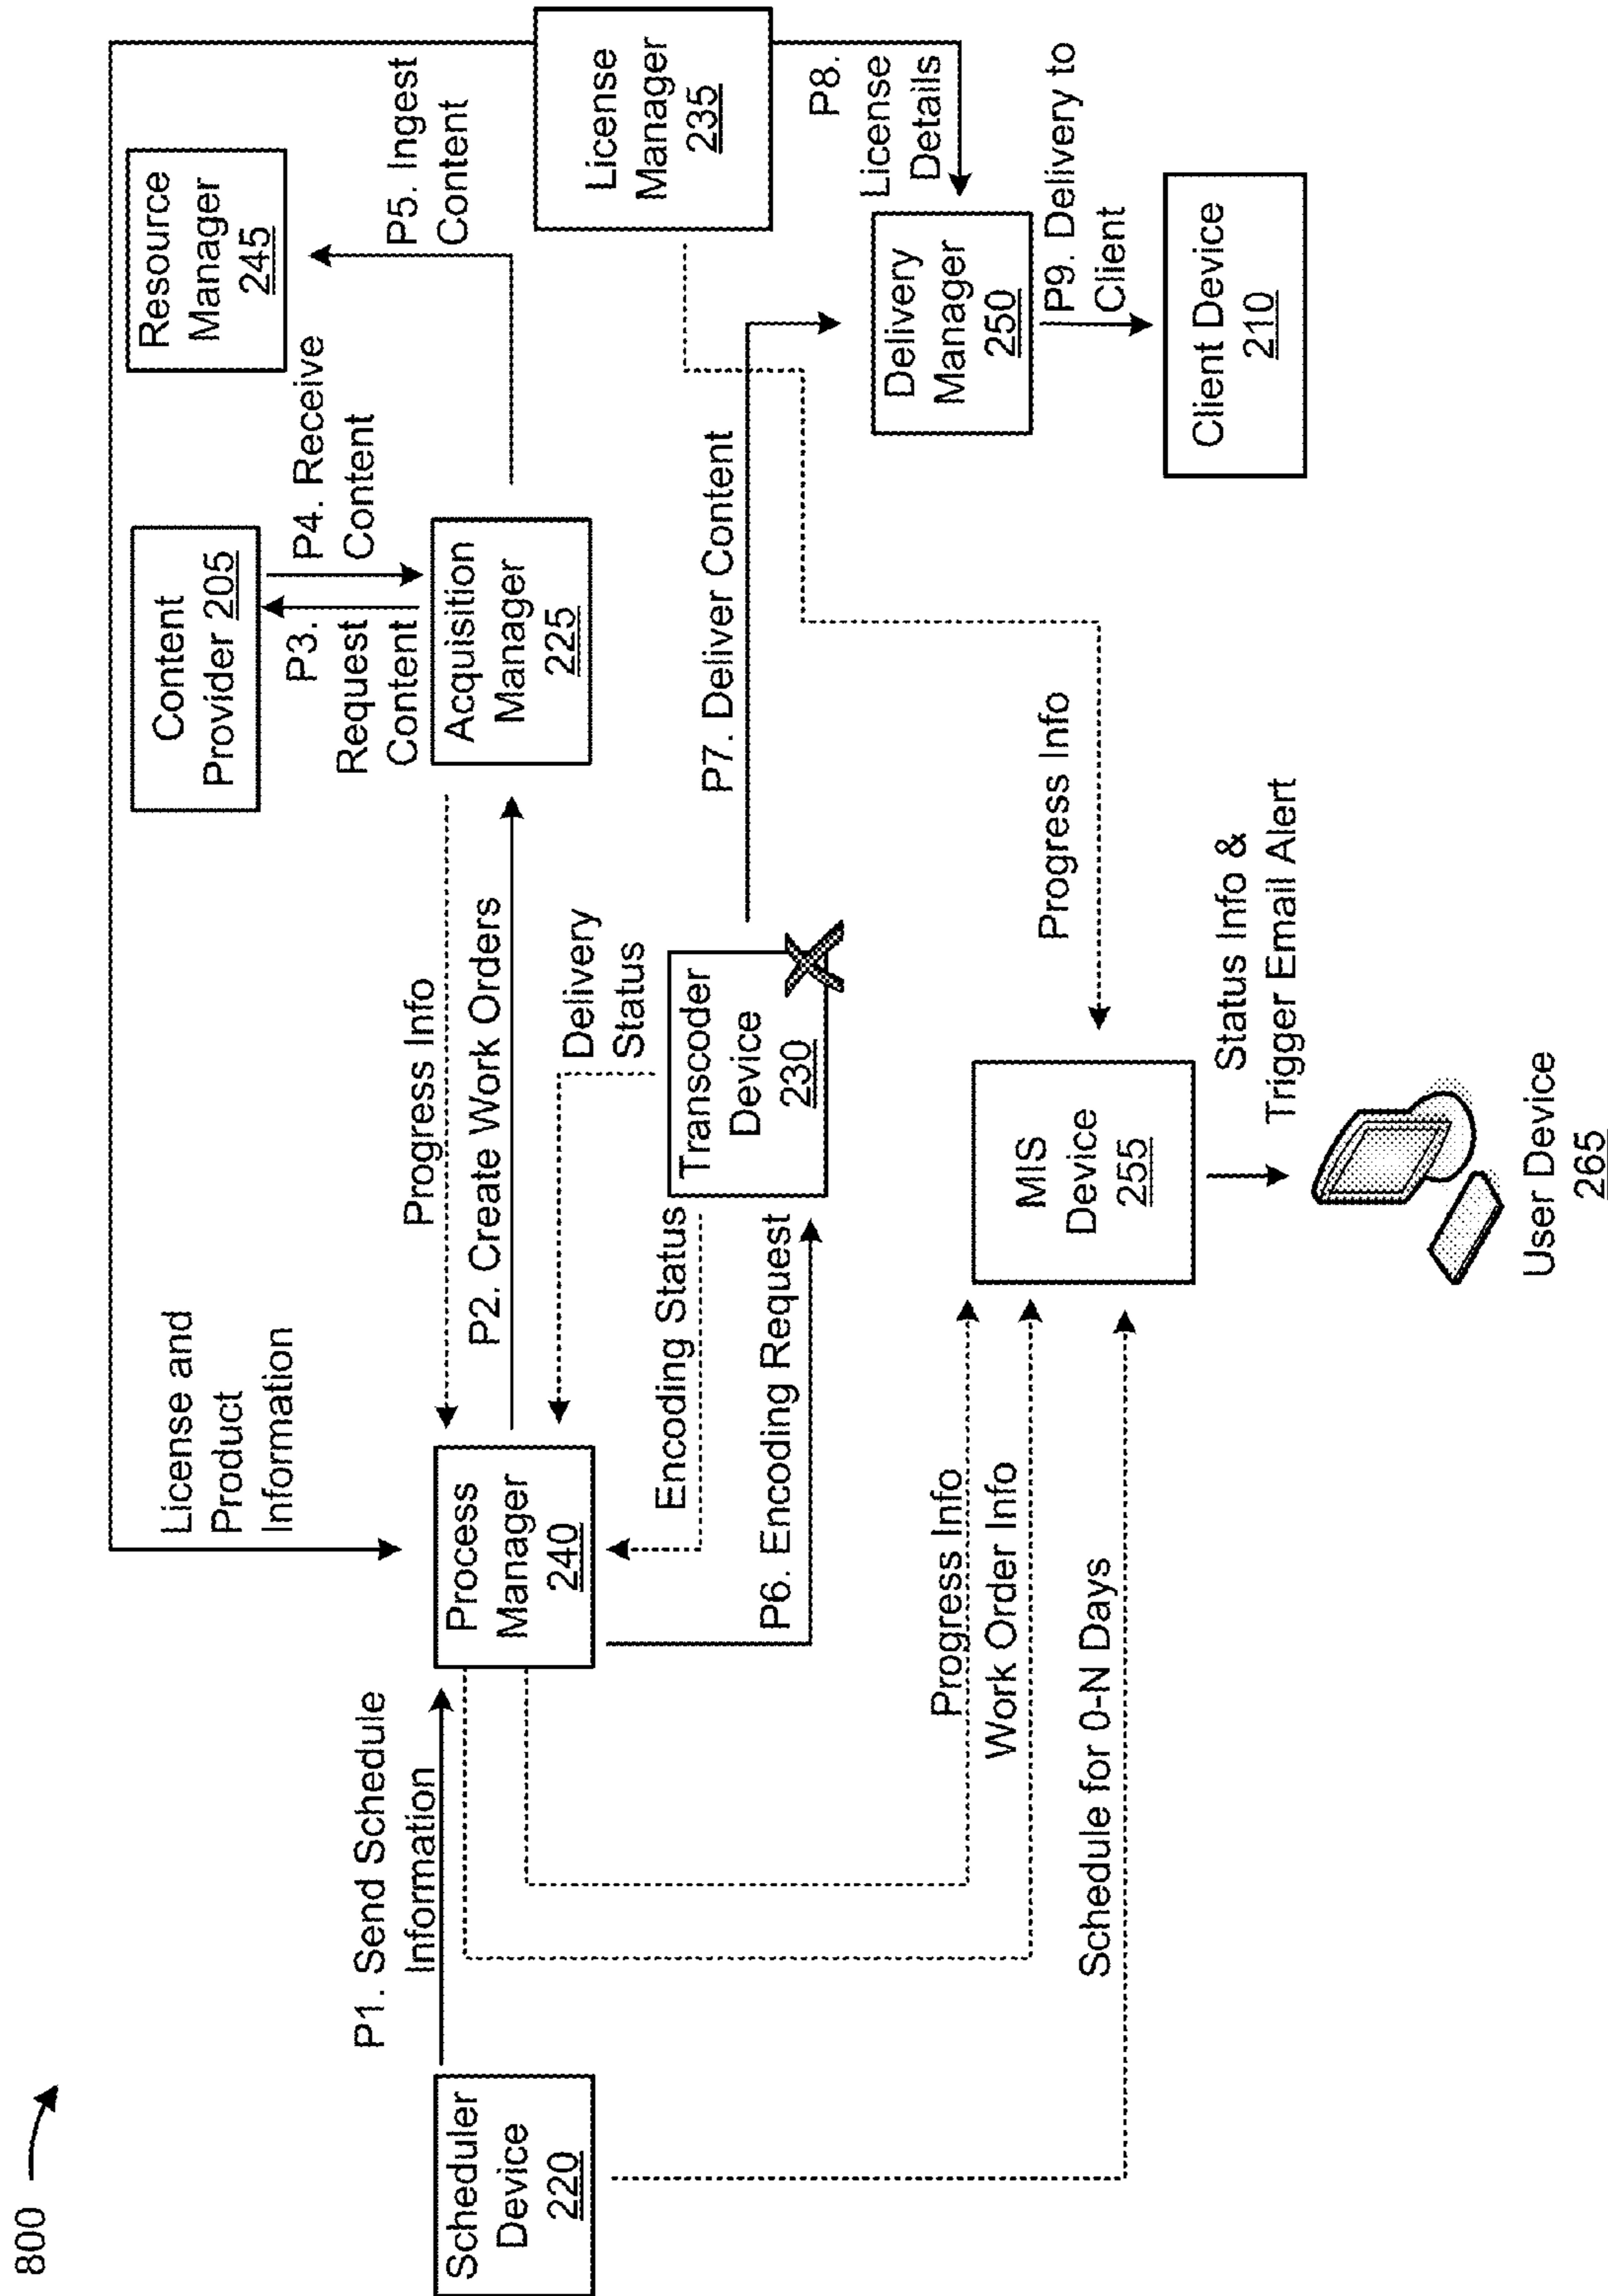 800
License and
Product
Information
Content
Provider 205
P4. Receive
Content
P3.
Request
Content
Resource
Manager
245
P5. Ingest
Content
P1. Send Schedule
Information
Scheduler
Device
220
Process
Manager
240
Progress Info
P2. Create Work Orders
Acquisition
Manager
225
License
Manager
235
Delivery
Status
Encoding Status
P6. Encoding Request
Transcoder
Device
230
P7. Deliver Content
P8.
License
Details
Delivery
Manager
250
P9. Delivery to
Client
Client Device
210
Progress Info
Work Order Info
Schedule for 0-N Days
MIS
Device
255
Progress Info
Status Info &
Trigger Email Alert
User Device
265